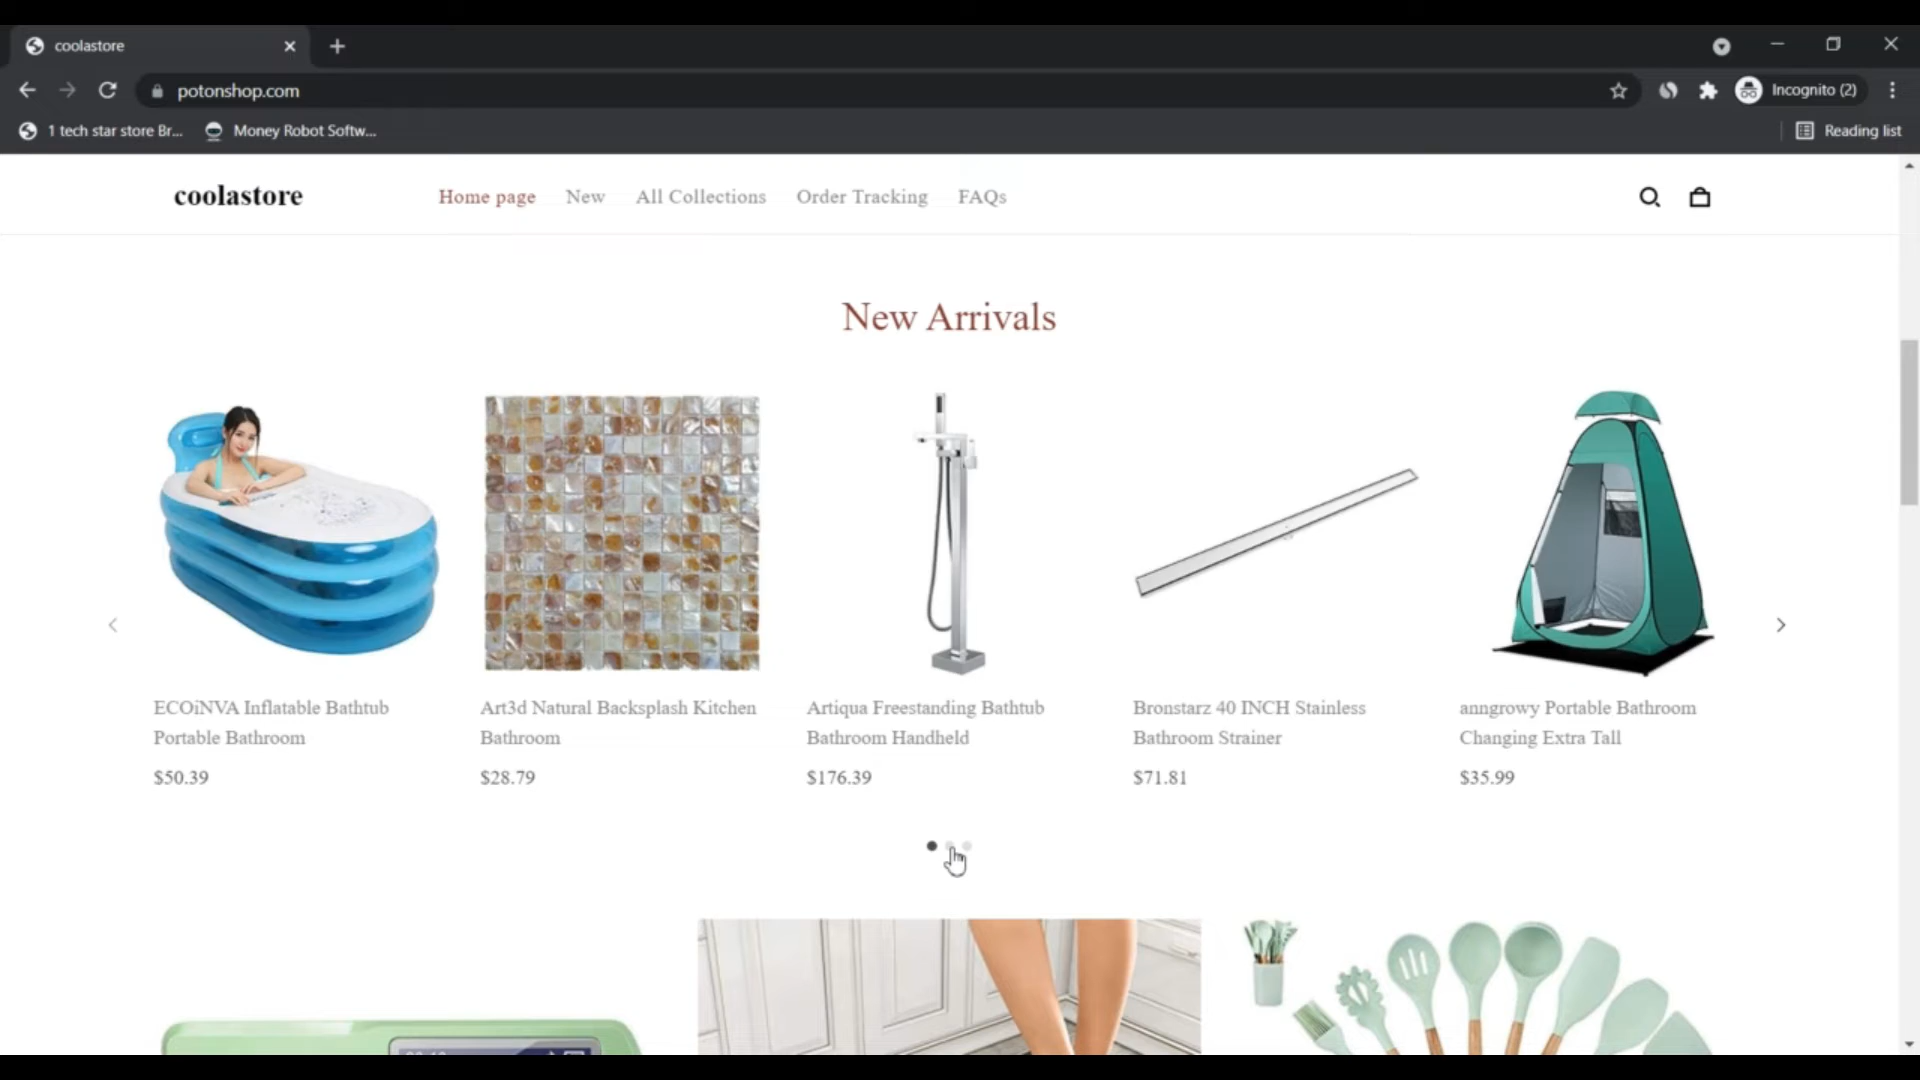 coolastore
potonshop.com
Incognito (2)
1 tech star store Br...
Money Robot Softw...
Reading list
coolastore
Home page
New
All Collections
Order Tracking
FAQs
New Arrivals
ECOiNVA Inflatable Bathtub
Portable Bathroom
$50.39
Art3d Natural Backsplash Kitchen
Bathroom
$28.79
Artiqua Freestanding Bathtub
Bathroom Handheld
$176.39
Bronstarz 40 INCH Stainless
Bathroom Strainer
$71.81
anngrowy Portable Bathroom
Changing Extra Tall
$35.99